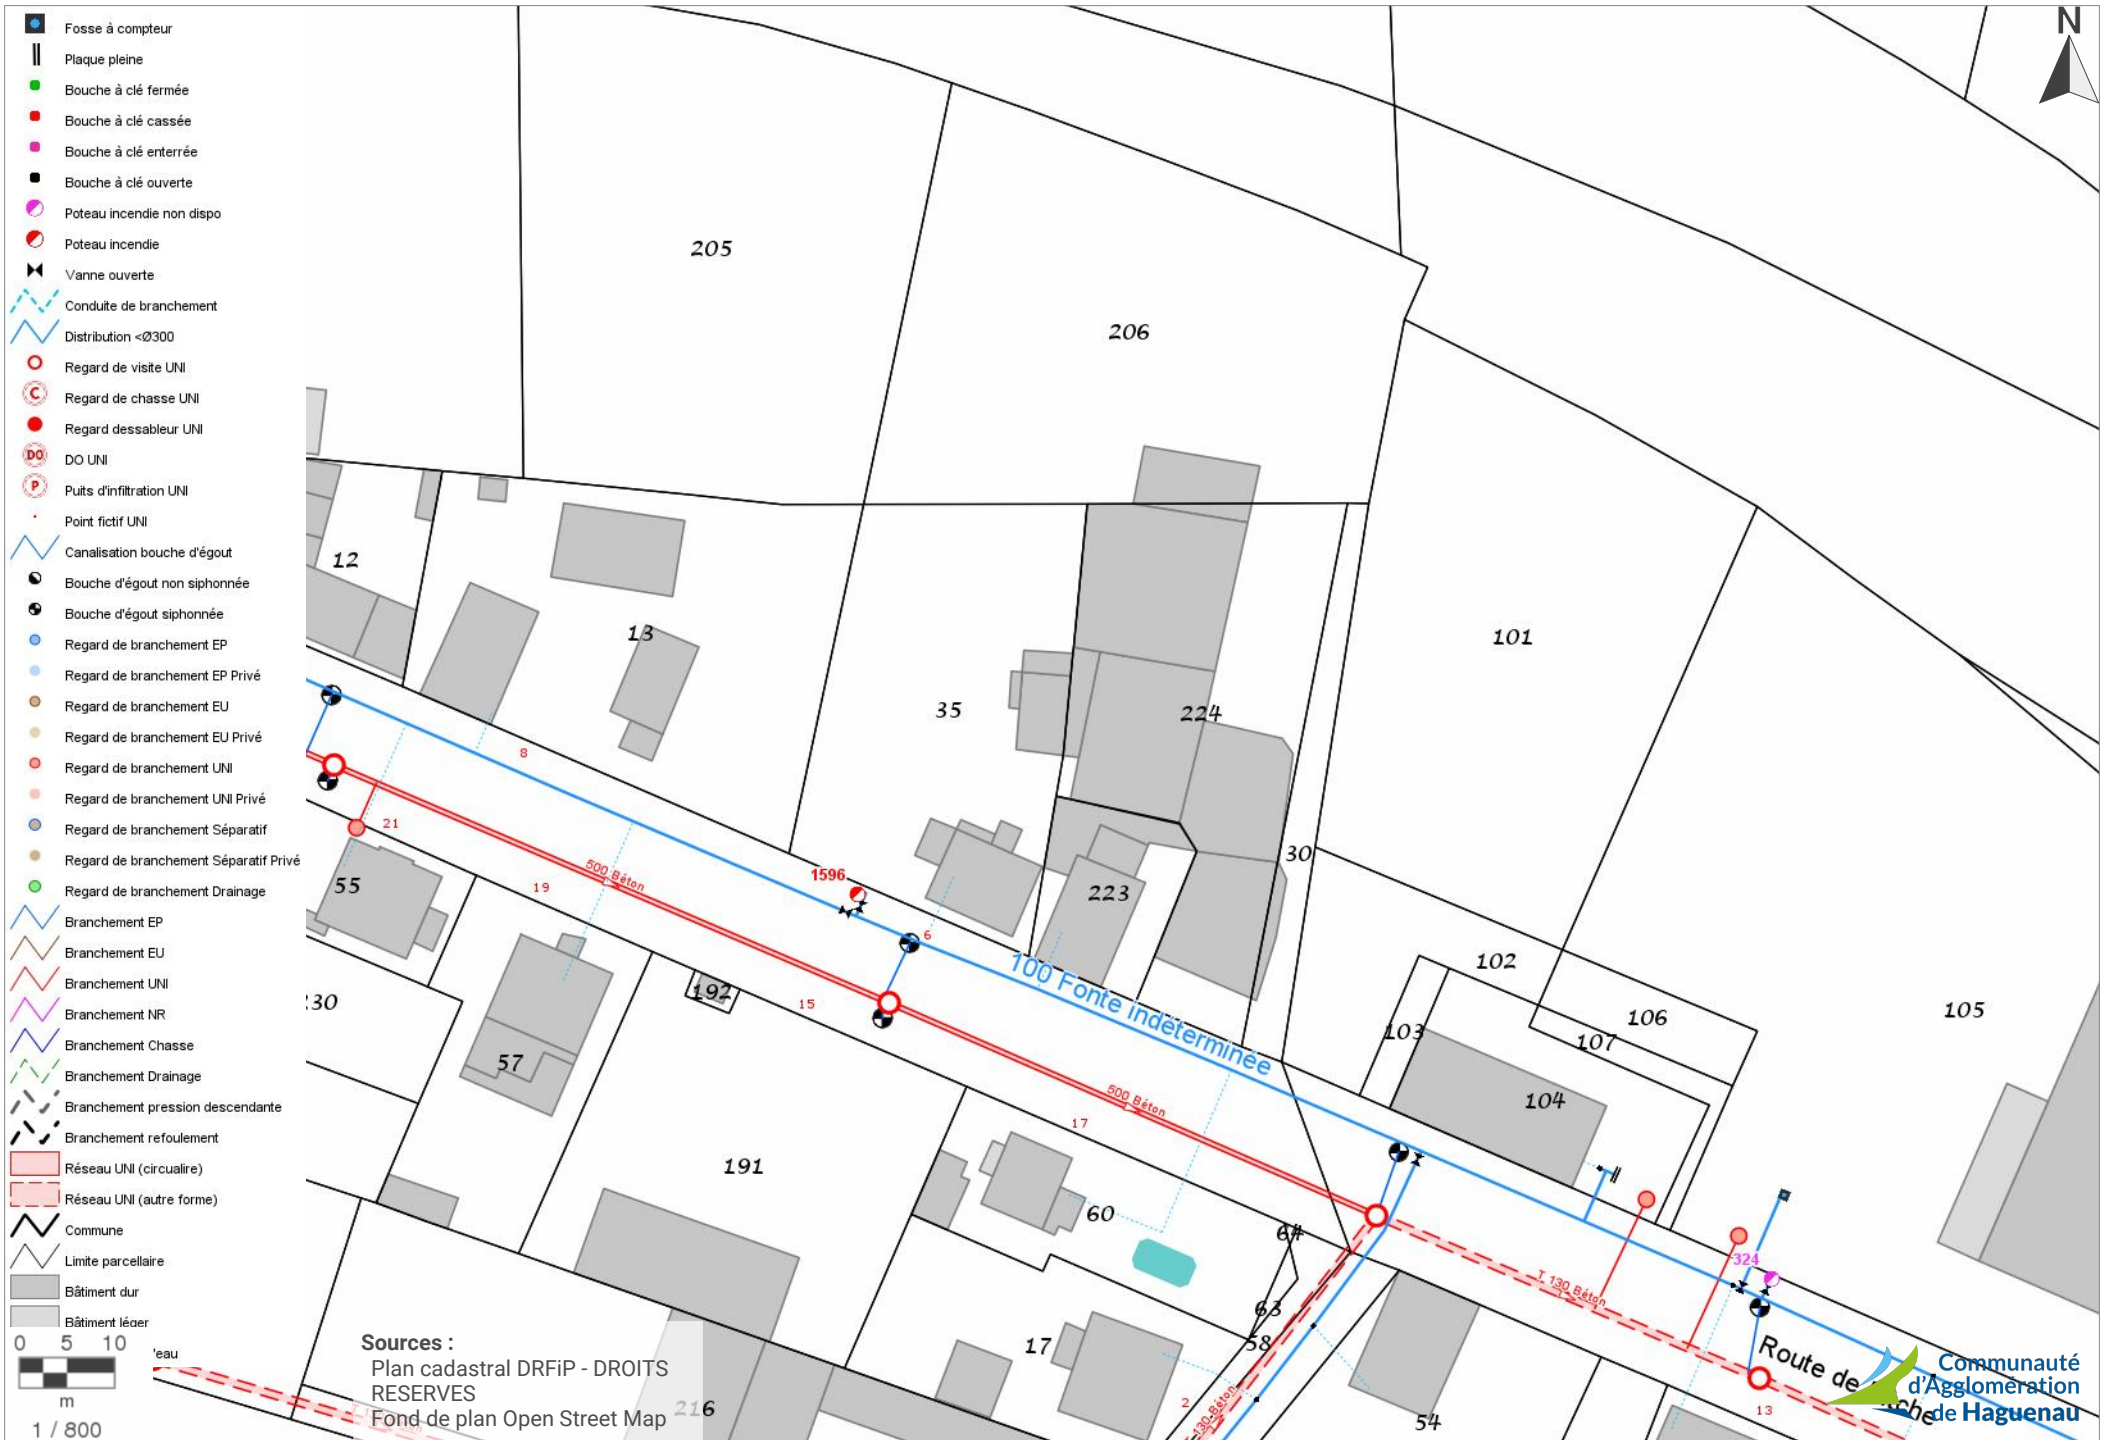 Fosse à compteur
Plaque pleine
Bouche à clé fermée
Bouche à clé cassée
Bouche à clé enterrée
Bouche à clé ouverte
Poteau incendie non dispo
Poteau incendie
Vanne ouverte
Conduite de branchement
Distribution <Ø300
Regard de visite UNI
C
Regard de chasse UNI
Regard dessableur UNI
DO
DO UNI
P
Puits d'infiltration UNI
Point fictif UNI
Canalisation bouche d'égout
Bouche d'égout non siphonnée
Bouche d'égout siphonnée
Regard de branchement EP
Regard de branchement EP Privé
Regard de branchement EU
Regard de branchement EU Privé
Regard de branchement UNI
Regard de branchement UNI Privé
Regard de branchement Séparatif
Regard de branchement Séparatif Privé
Regard de branchement Drainage
Branchement EP
Branchement EU
Branchement UNI
Branchement NR
Branchement Chasse
Branchement Drainage
Branchement pression descendante
Branchement refoulement
Réseau UNI (circualire)
Réseau UNI (autre forme)
Commune
Limite parcellaire
Bâtiment dur
Bâtiment léger
'eau
0 5 10
m
1 / 800
Sources :
Plan cadastral DRFiP - DROITS
RESERVES
Fond de plan Open Street Map
N
205
206
12
13
101
35
224
8
30
21
55
500 Béton
19
1596
223
6
100 Fonte indéterminée
102
106
105
103
107
192
15
30
57
104
500 Béton
17
191
60
64
324
T 130 Béton
63
58
17
Route de
2
130 Béton
54
13
216
Communauté
d'Agglomération
de Haguenau